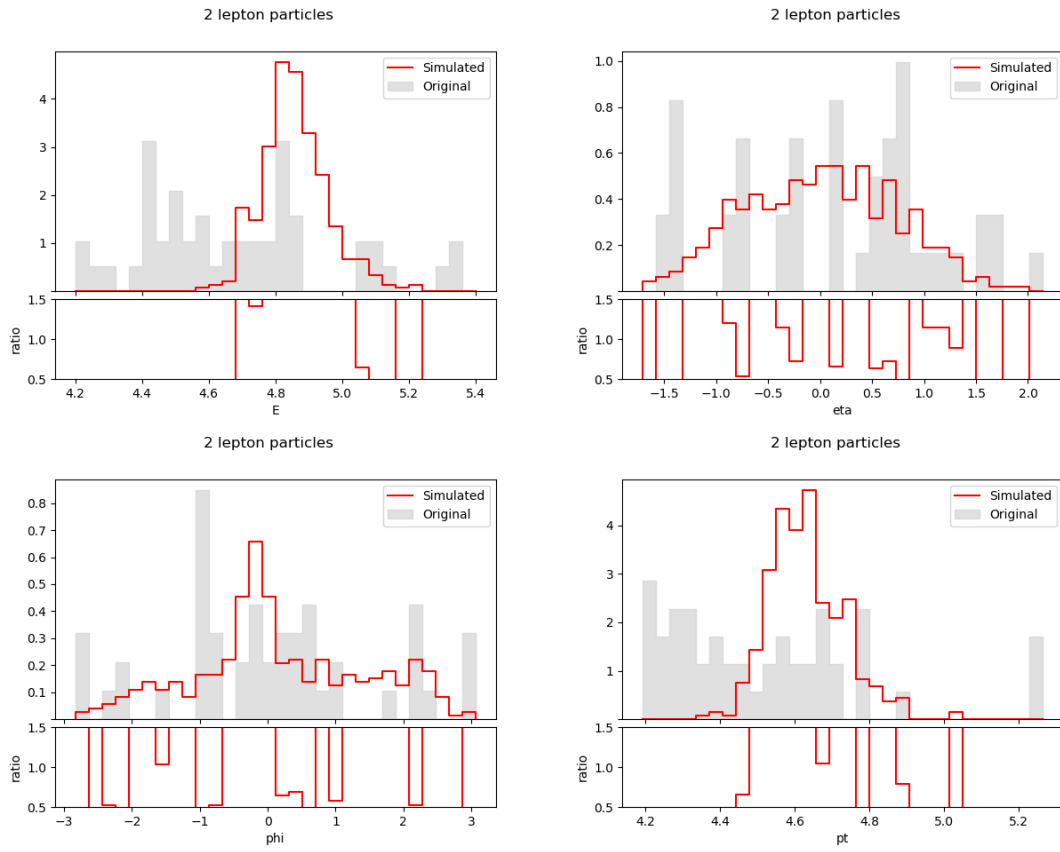 2 lepton particles
4
3
2
1
Simulated
Original
1.5
1.0
0.5
ratio
4.2 4.4 4.6 4.8 5.0 5.2 5.4
E
2 lepton particles
1.0
0.8
0.6
0.4
0.2
Simulated
Original
1.5
1.0
0.5
ratio
−1.5 −1.0 −0.5 0.0 0.5 1.0 1.5 2.0
eta
2 lepton particles
0.8
0.7
0.6
0.5
0.4
0.3
0.2
0.1
Simulated
Original
1.5
1.0
0.5
ratio
−3 −2 −1 0 1 2 3
phi
2 lepton particles
4
3
2
1
Simulated
Original
1.5
1.0
0.5
ratio
4.2 4.4 4.6 4.8 5.0 5.2
pt